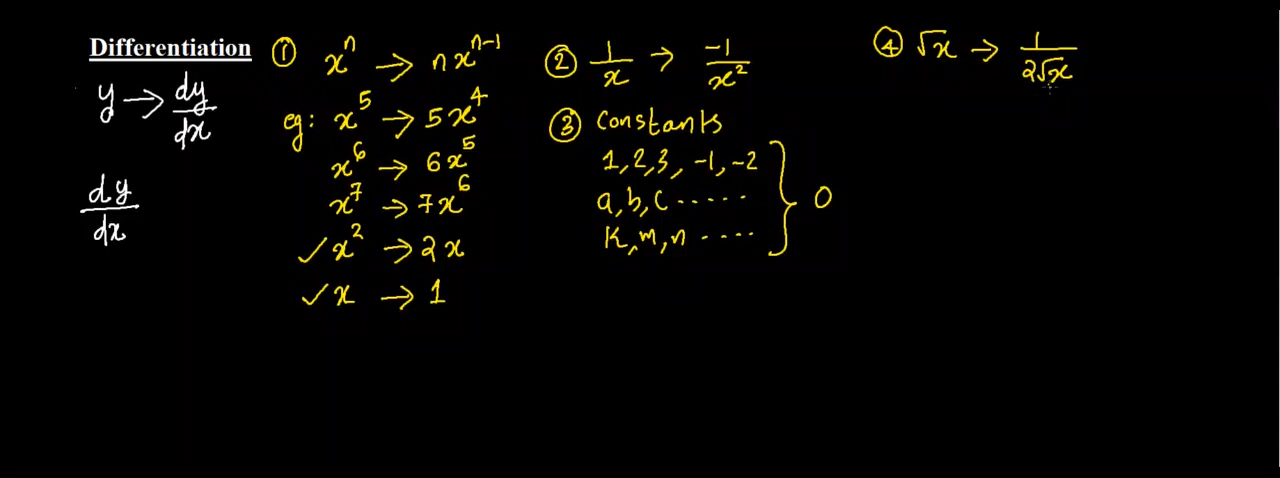 Differentiation
y → dy/dx
dy/dx
① xⁿ → nxⁿ⁻¹
eg: x⁵ → 5x⁴
x⁶ → 6x⁵
x⁷ → 7x⁶
✓ x² → 2x
✓ x → 1
② 1/x → -1/x²
③ constants
1, 2, 3, -1, -2
a, b, c ..... } 0
K, m, n ....
④ √x → 1/2√x